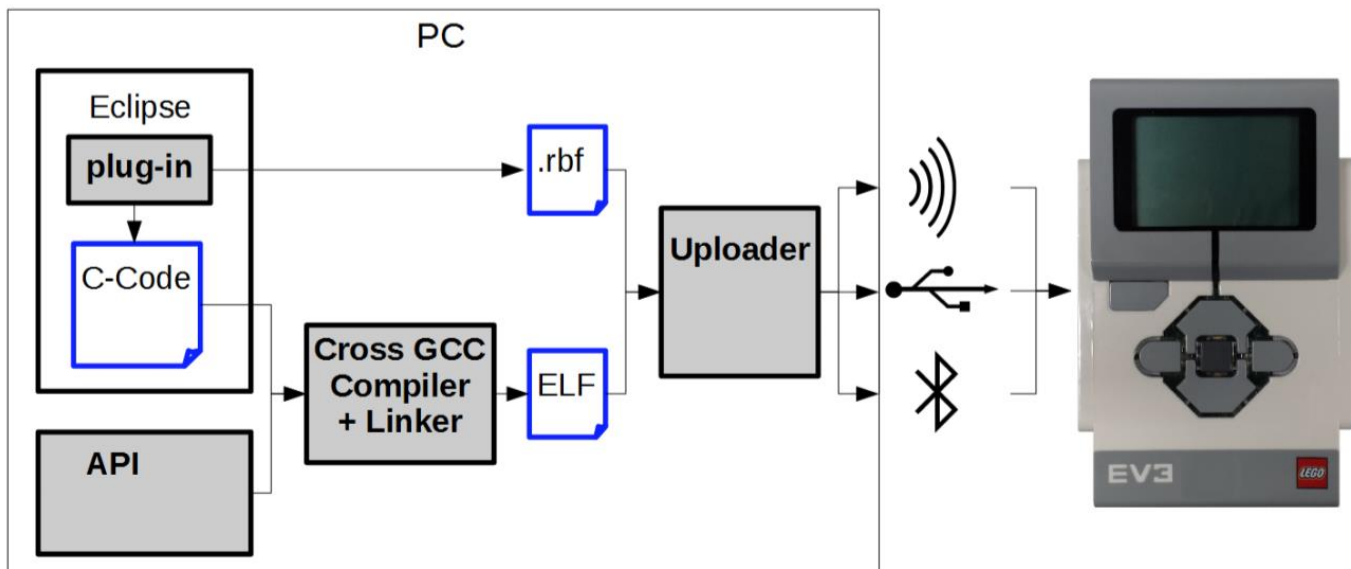 PC
Eclipse
plug-in
.rbf
C-Code
Uploader
Cross GCC
Compiler
+ Linker
ELF
API
EV3
LEGO